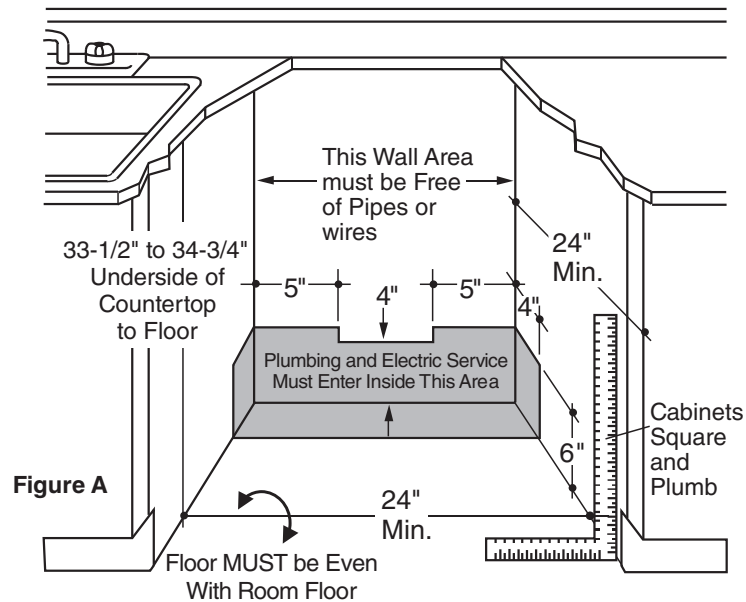 This Wall Area
must be Free
of Pipes or
wires
33-1/2" to 34-3/4"
Underside of
Countertop
to Floor
24"
Min.
5"
4"
5"
4"
Plumbing and Electric Service
Must Enter Inside This Area
Cabinets
Square
and
Plumb
6"
Figure A
24"
Min.
Floor MUST be Even
With Room Floor